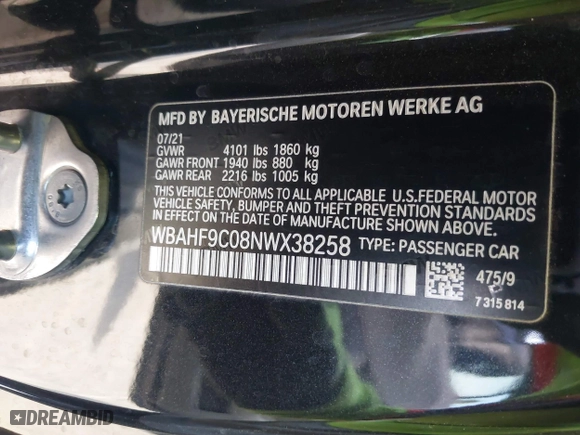 MFD BY BAYERISCHE MOTOREN WERKE AG
07/21
GVWR 4101 lbs 1860 kg
GAWR FRONT 1940 lbs 880 kg
GAWR REAR 2216 lbs 1005 kg
THIS VEHICLE CONFORMS TO ALL APPLICABLE U.S.FEDERAL MOTOR
VEHICLE SAFETY, BUMPER AND THEFT PREVENTION STANDARDS
IN EFFECT ON THE DATE OF MANUFACTURE SHOWN ABOVE.
WBAHF9C08NWX38258 TYPE: PASSENGER CAR
475/9
7 315 814
DREAMBID